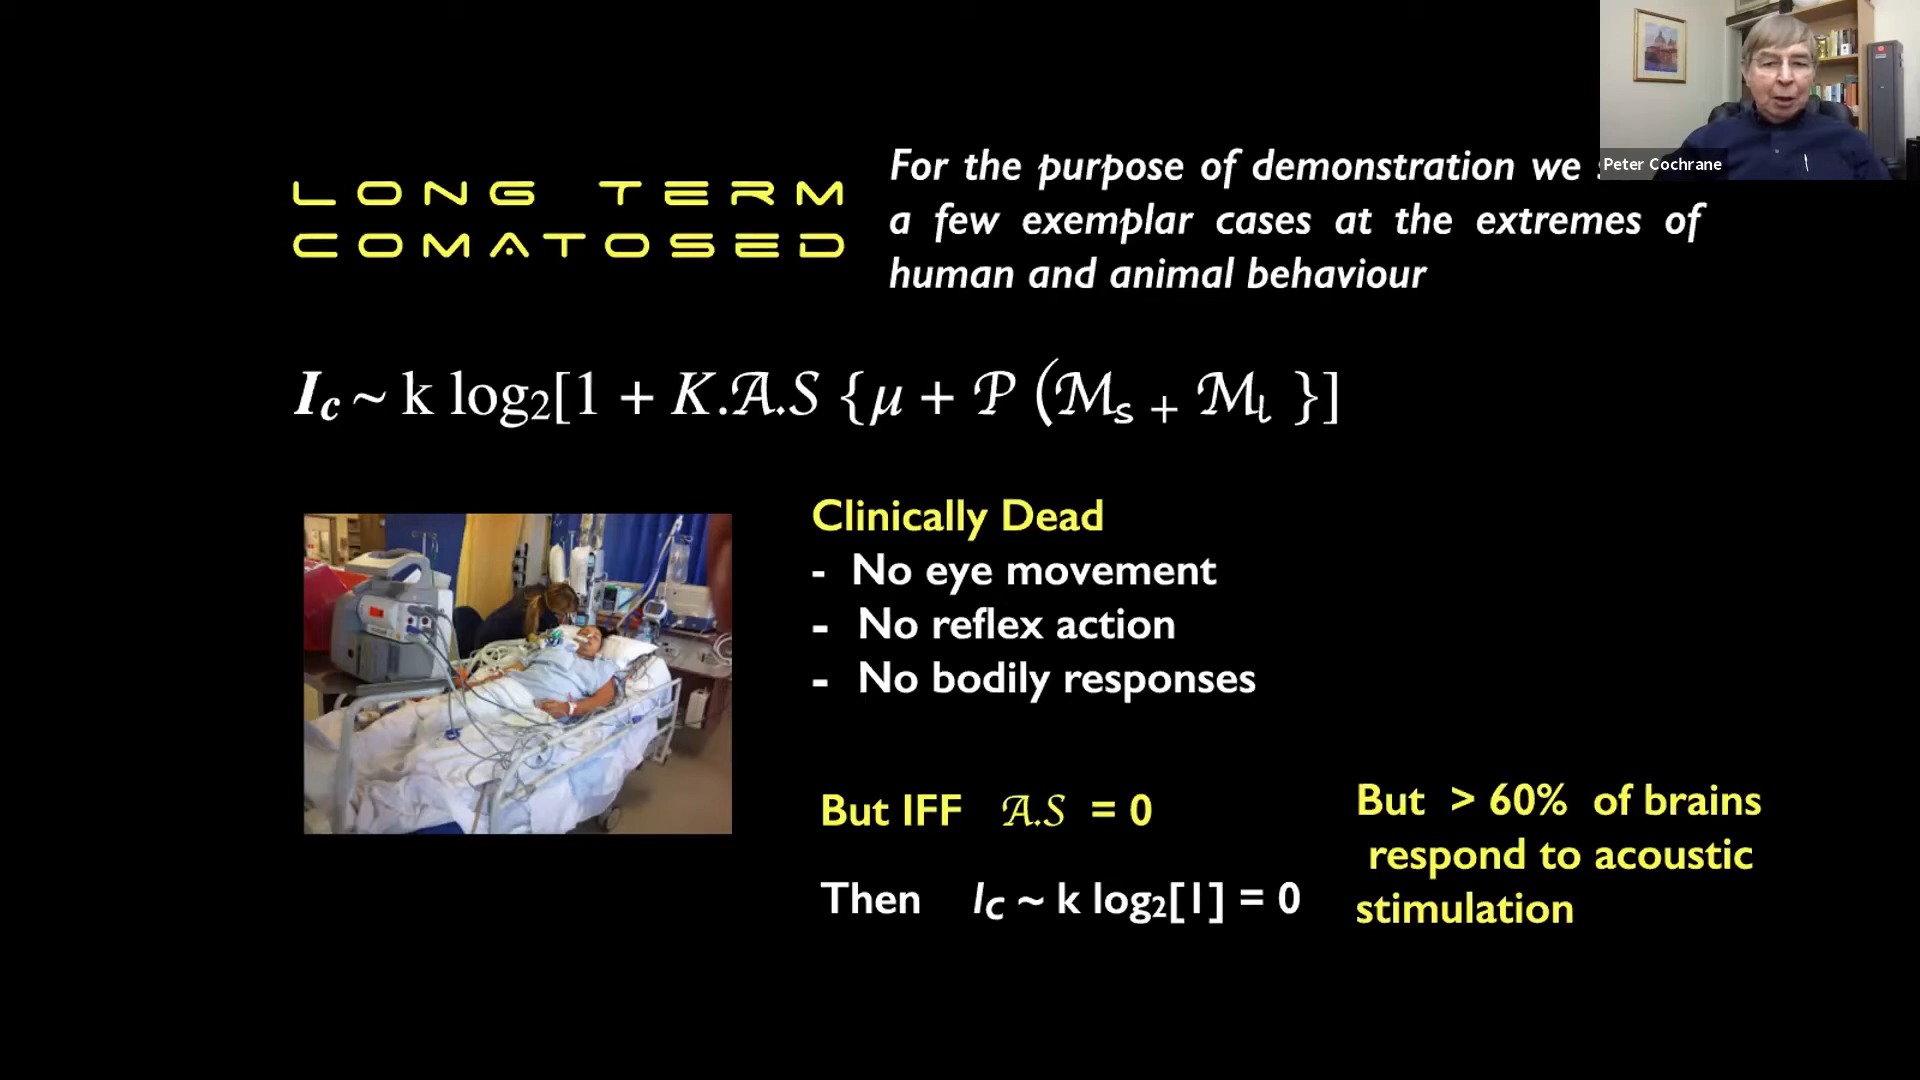 Peter Cochrane
LONG TERM
COMATOSED
For the purpose of demonstration we
a few exemplar cases at the extremes of
human and animal behaviour
I𝒸 ~ k log₂[1 + K.𝒜.S {μ + 𝒫 (ℳₛ + ℳₗ }]
Clinically Dead
- No eye movement
- No reflex action
- No bodily responses
But IFF 𝒜.S = 0
Then Ic ~ k log₂[1] = 0
But > 60% of brains
respond to acoustic
stimulation